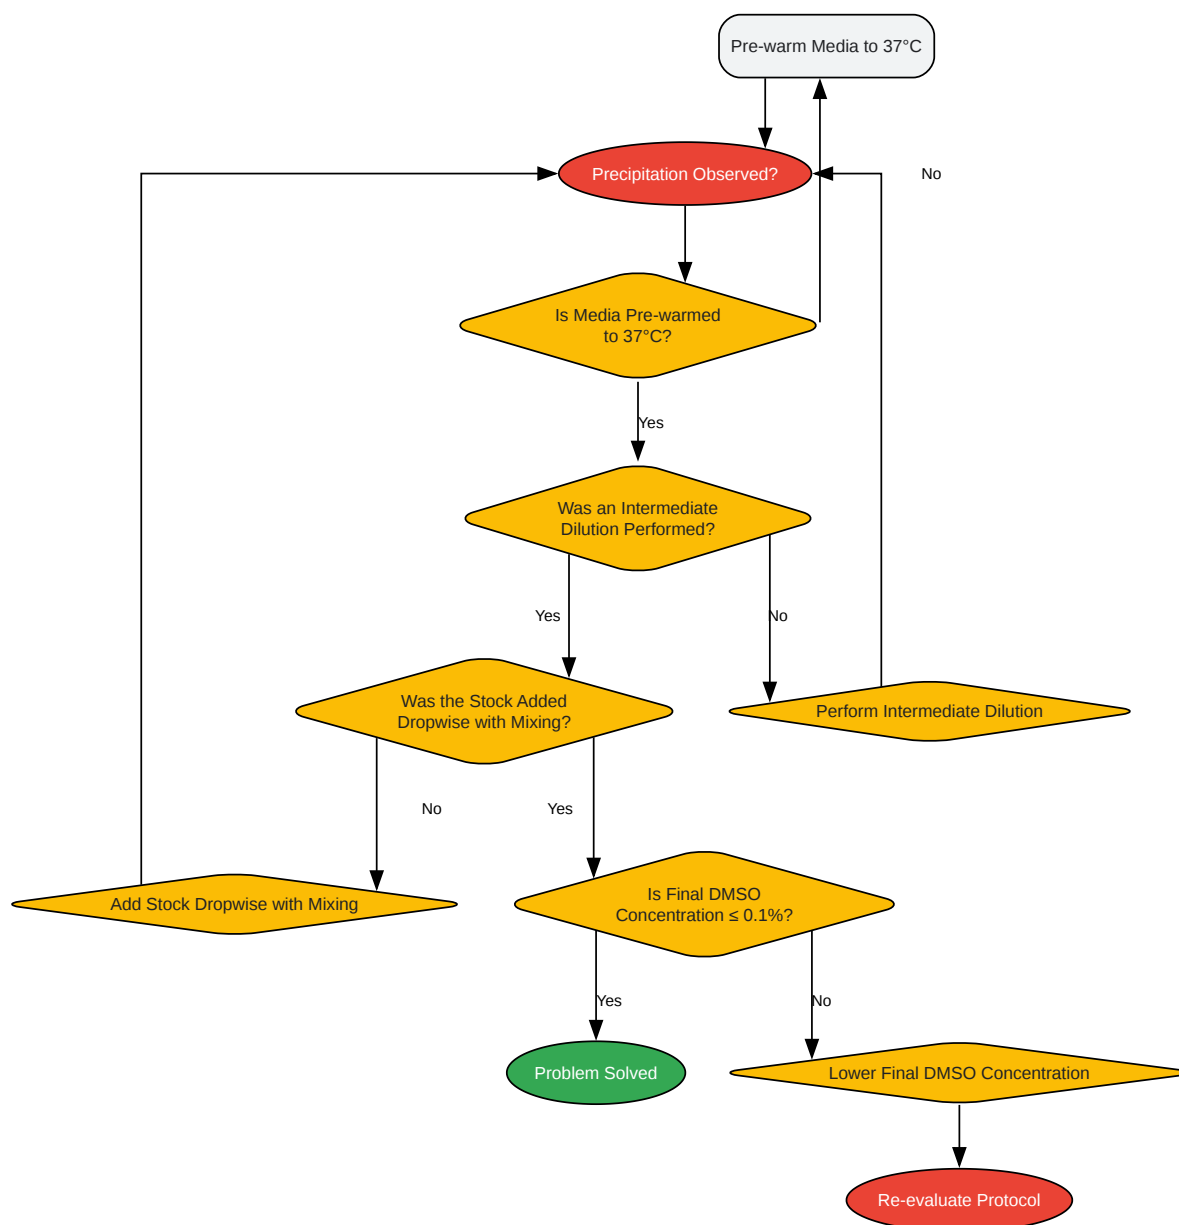 Pre-warm Media to 37°C
Precipitation Observed?
No
Is Media Pre-warmed
to 37°C?
Yes
Was an Intermediate
Dilution Performed?
Yes
No
Was the Stock Added
Dropwise with Mixing?
Perform Intermediate Dilution
No
Yes
Add Stock Dropwise with Mixing
Is Final DMSO
Concentration ≤ 0.1%?
Yes
No
Problem Solved
Lower Final DMSO Concentration
Re-evaluate Protocol